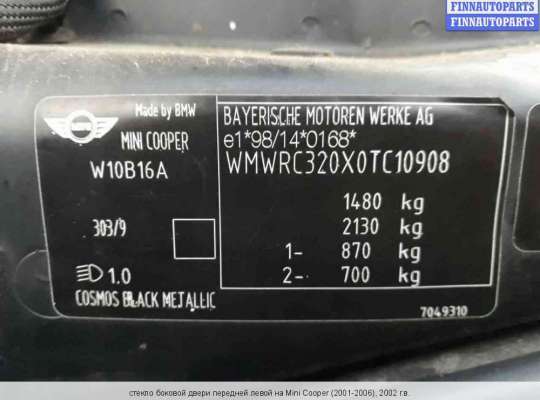 FINNAUTOPARTS
FINNAUTOPARTS
FINNAUTOPARTS
Made by BMW
MINI COOPER
W10B16A
303/9
1.0
COSMOS BLACK METALLIC
BAYERISCHE MOTOREN WERKE AG
e1*98/14*0168*
WMWRC320X0TC10908
1480 kg
2130 kg
1- 870 kg
2- 700 kg
7049310
стекло боковой двери передней левой на Mini Cooper (2001-2006), 2002 г.в.